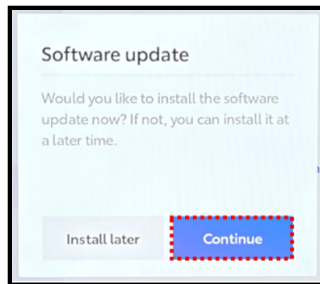 Software update
Would you like to install the software
update now? If not, you can install it at
a later time.
Install later
Continue